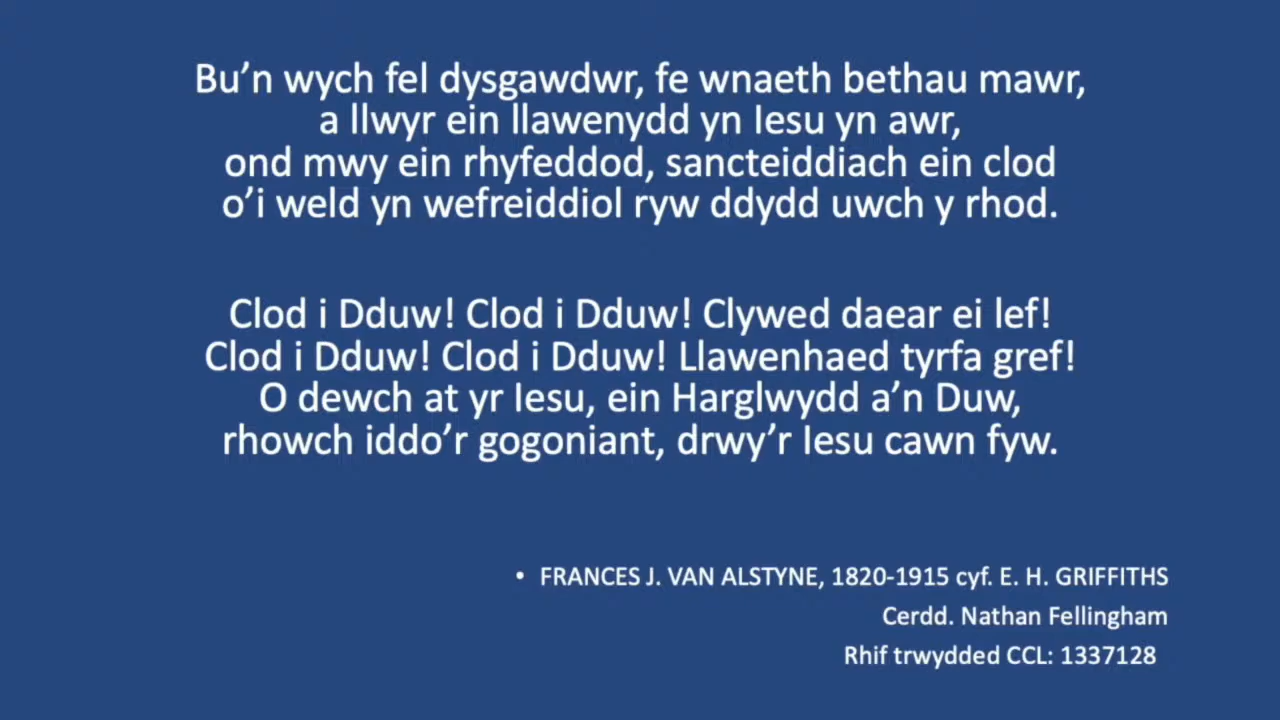 Bu’n wych fel dysgawdwr, fe wnaeth bethau mawr,
a llwyr ein llawenydd yn Iesu yn awr,
ond mwy ein rhyfeddod, sancteiddiach ein clod
o’i weld yn wefreiddiol ryw ddydd uwch y rhod.
Clod i Dduw! Clod i Dduw! Clywed daear ei lef!
Clod i Dduw! Clod i Dduw! Llawenhaed tyrfa gref!
O dewch at yr Iesu, ein Harglwydd a’n Duw,
rhowch iddo’r gogoniant, drwy’r Iesu cawn fyw.
• FRANCES J. VAN ALSTYNE, 1820-1915 cyf. E. H. GRIFFITHS
Cerdd. Nathan Fellingham
Rhif trwydded CCL: 1337128